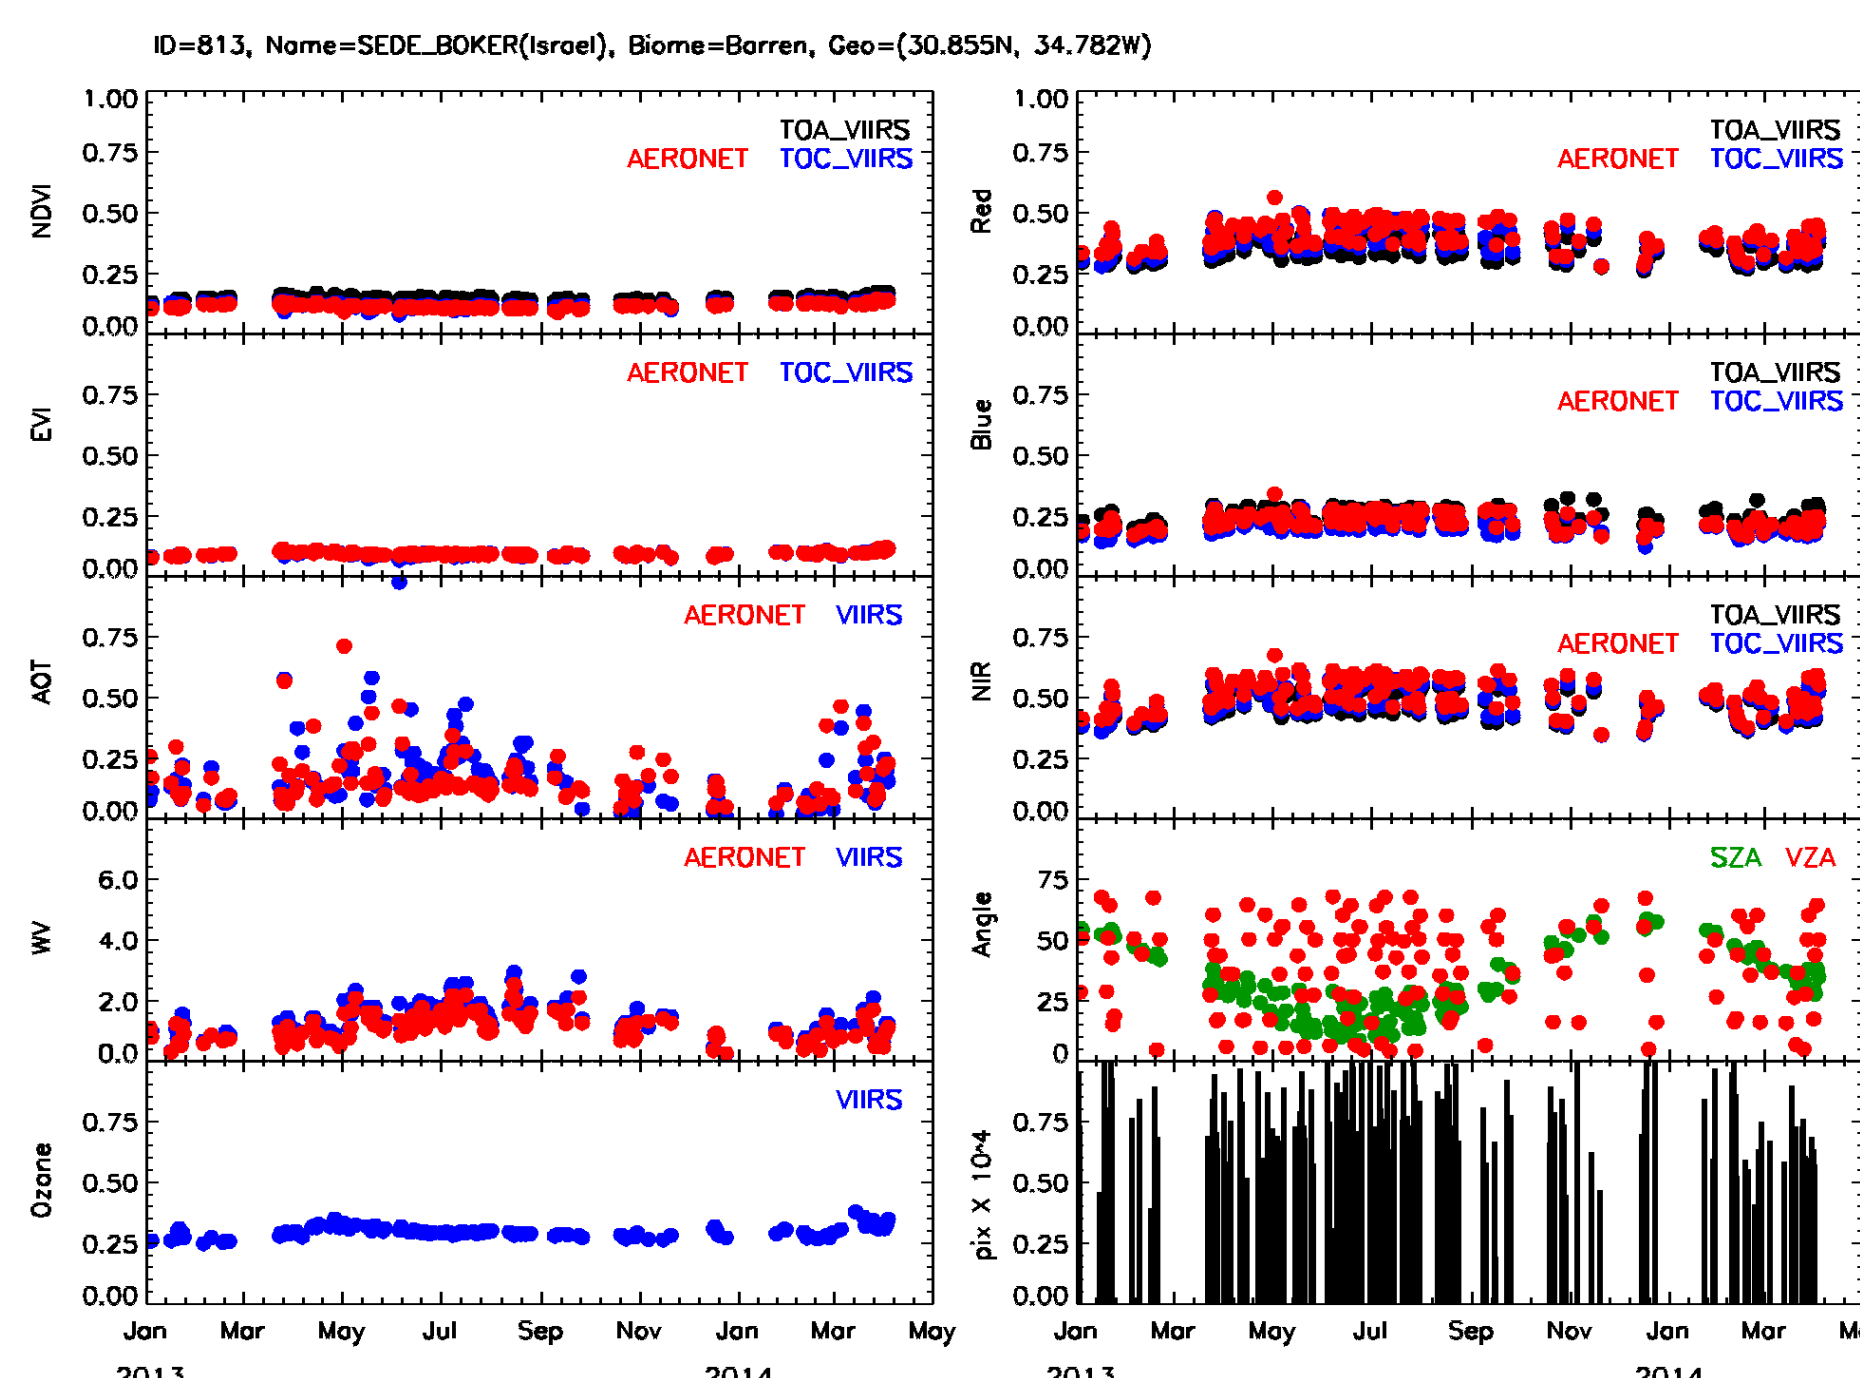 ID=813, Name=SEDE_BOKER(Israel), Biome=Barren, Geo=(30.855N, 34.782W)
1.00
0.75
0.50
0.25
0.00
NDVI
TOA_VIIRS
AERONET TOC_VIIRS
0.75
0.50
0.25
0.00
EVI
AERONET TOC_VIIRS
0.75
0.50
0.25
0.00
AOT
AERONET VIIRS
6.0
4.0
2.0
0.0
WV
AERONET VIIRS
0.75
0.50
0.25
0.00
Ozone
VIIRS
Jan Mar May Jul Sep Nov Jan Mar May
2013 2014
1.00
0.75
0.50
0.25
0.00
Red
TOA_VIIRS
AERONET TOC_VIIRS
0.75
0.50
0.25
0.00
Blue
TOA_VIIRS
AERONET TOC_VIIRS
0.75
0.50
0.25
0.00
NIR
TOA_VIIRS
AERONET TOC_VIIRS
75
50
25
0
Angle
SZA VZA
0.75
0.50
0.25
0.00
pix X 10^4
Jan Mar May Jul Sep Nov Jan Mar
2013 2014